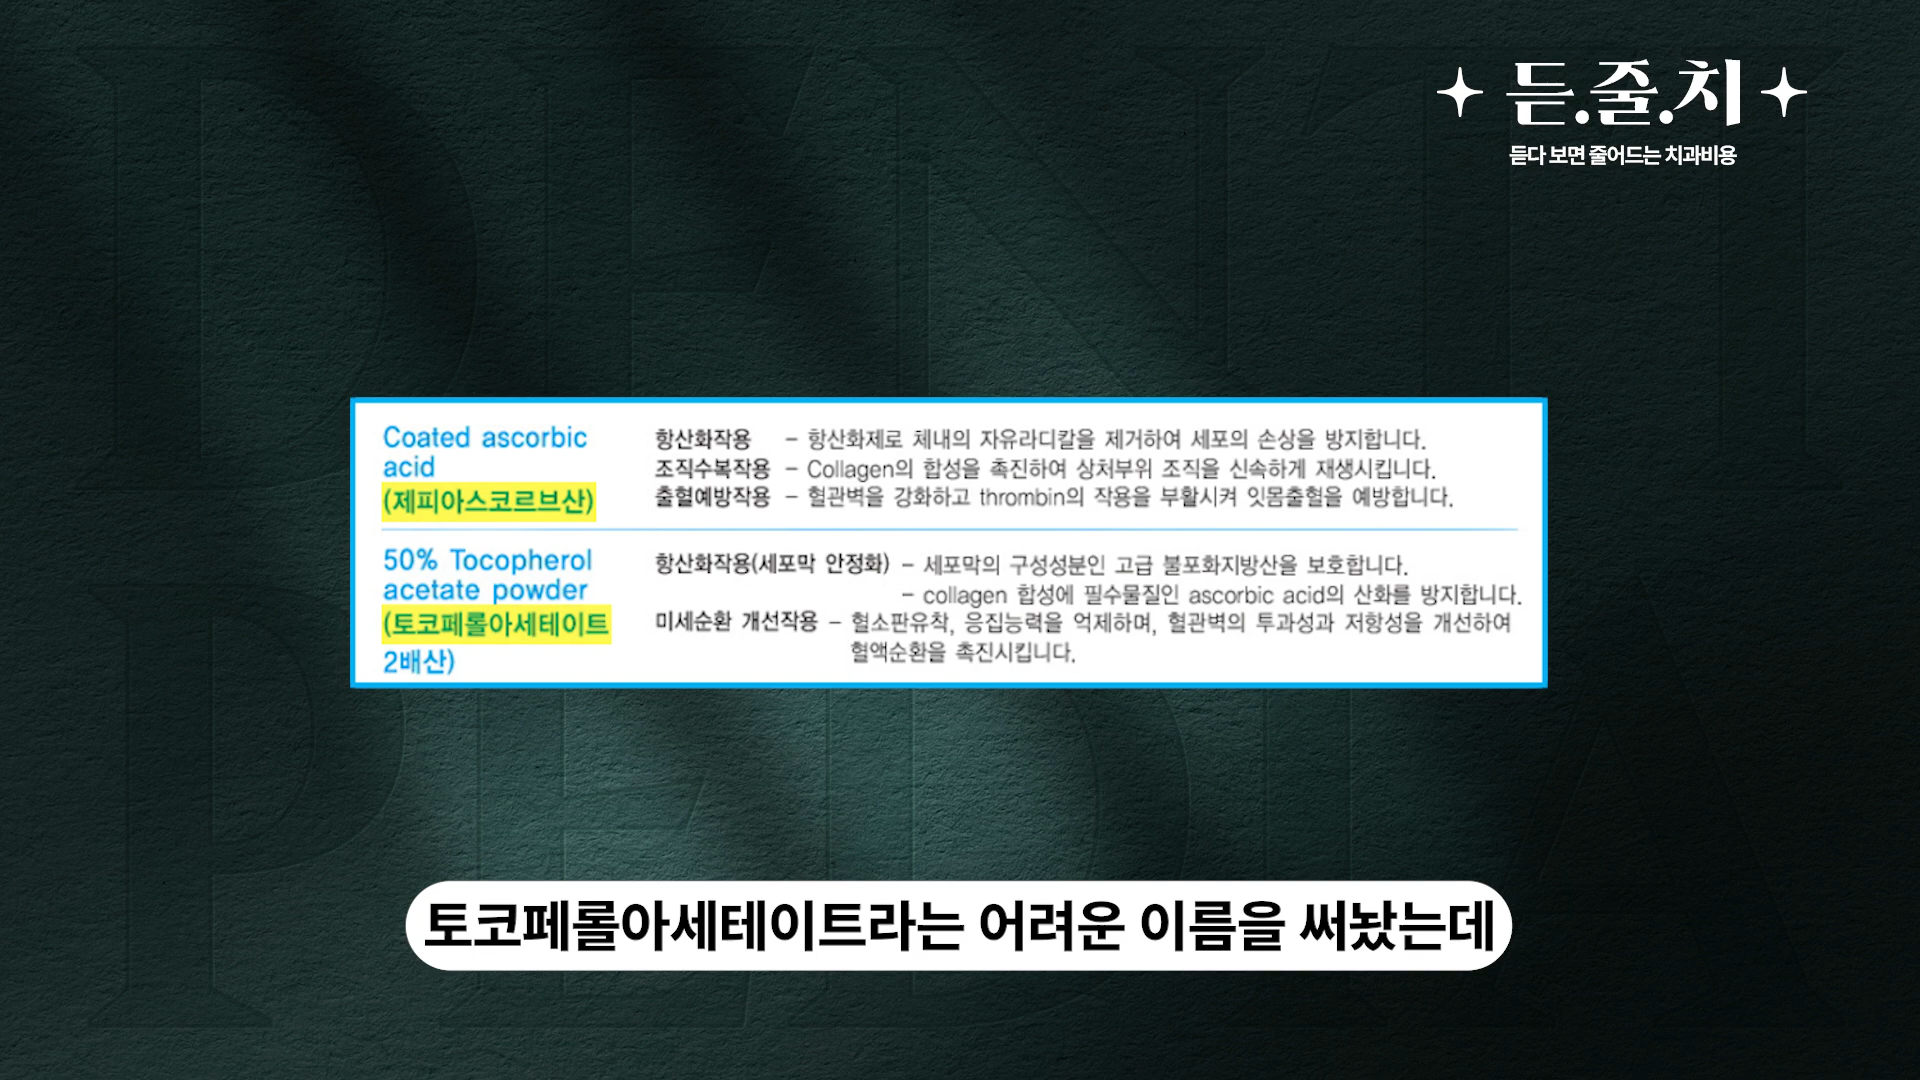 듣.줄.치
듣다 보면 줄어드는 치과비용
Coated ascorbic
acid
(제피아스코르브산)
항산화작용 – 항산화제로 체내의 자유라디칼을 제거하여 세포의 손상을 방지합니다.
조직수복작용 – Collagen의 합성을 촉진하여 상처부위 조직을 신속하게 재생시킵니다.
출혈예방작용 – 혈관벽을 강화하고 thrombin의 작용을 부활시켜 잇몸출혈을 예방합니다.
50% Tocopherol
acetate powder
(토코페롤아세테이트
2배산)
항산화작용(세포막 안정화) – 세포막의 구성성분인 고급 불포화지방산을 보호합니다.
– collagen 합성에 필수물질인 ascorbic acid의 산화를 방지합니다.
미세순환 개선작용 – 혈소판유착, 응집능력을 억제하며, 혈관벽의 투과성과 저항성을 개선하여
혈액순환을 촉진시킵니다.
토코페롤아세테이트라는 어려운 이름을 써놨는데
DENTI
PEDIA